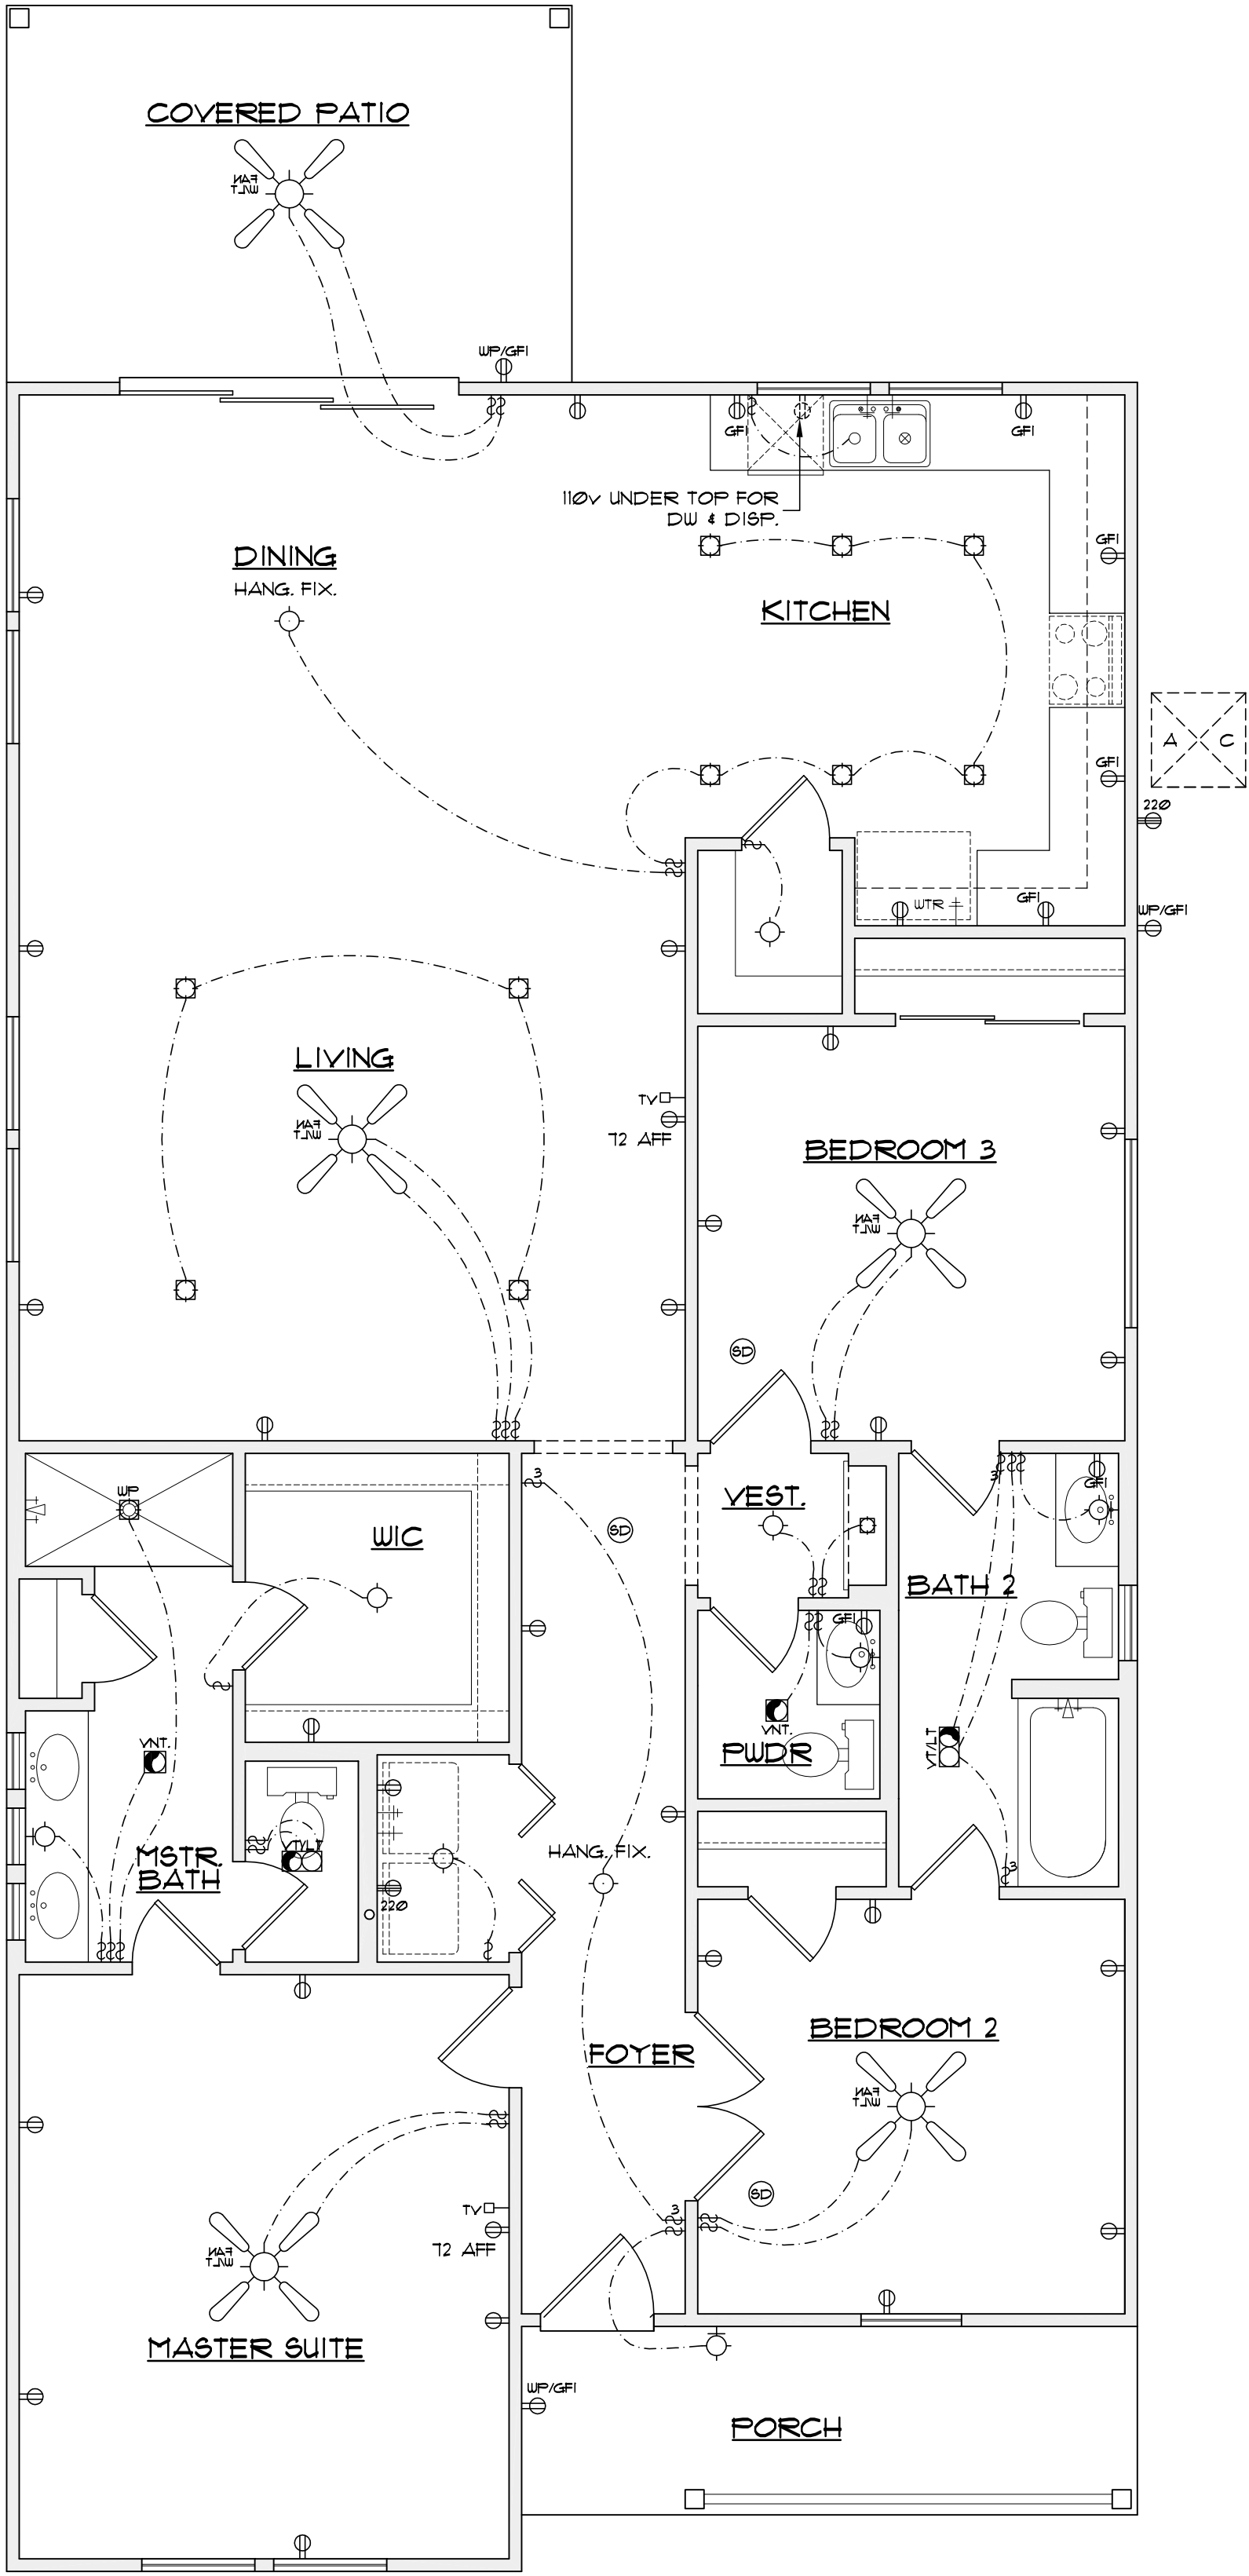 COVERED PATIO
FAN
W/LT
WP/GFI
GFI
GFI
110v UNDER TOP FOR
DW & DISP.
DINING
HANG. FIX.
GFI
KITCHEN
A C
GFI
220
WTR
GFI
WP/GFI
LIVING
FAN
W/LT
TV
72 AFF
BEDROOM 3
FAN
W/LT
SD
WP
3
SD
WIC
VEST.
3
GFI
BATH 2
GFI
VNT.
VNT.
PWDR
VT/LT
MSTR.
BATH
VT/LT
HANG. FIX.
3
220
FOYER
BEDROOM 2
FAN
W/LT
SD
TV
72 AFF
3
FAN
W/LT
MASTER SUITE
WP/GFI
PORCH